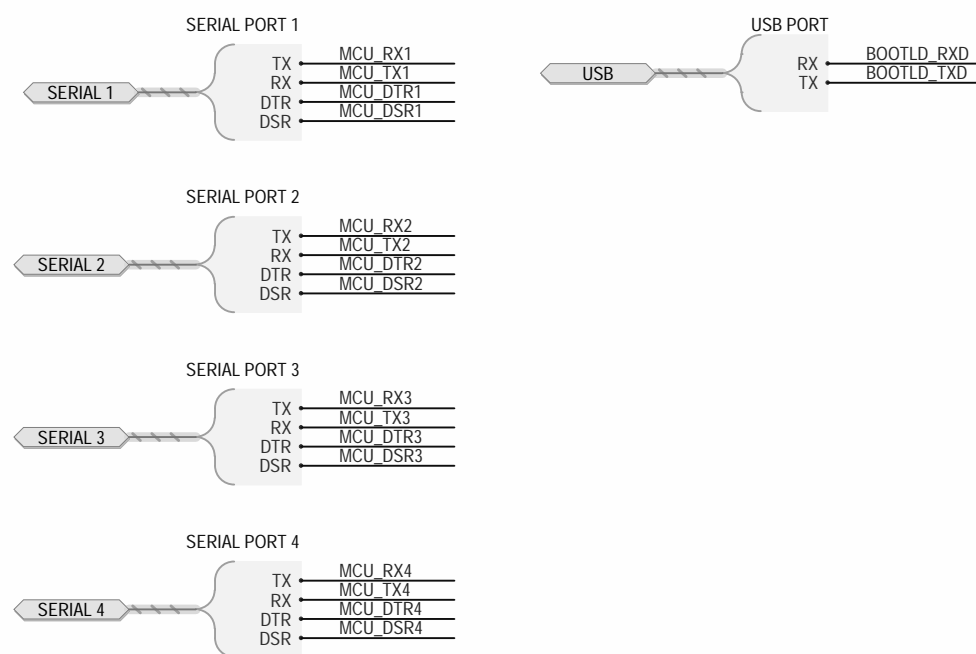 SERIAL PORT 1
SERIAL 1
TX MCU_RX1
RX MCU_TX1
DTR MCU_DTR1
DSR MCU_DSR1
USB PORT
USB
RX BOOTLD_RXD
TX BOOTLD_TXD
SERIAL PORT 2
SERIAL 2
TX MCU_RX2
RX MCU_TX2
DTR MCU_DTR2
DSR MCU_DSR2
SERIAL PORT 3
SERIAL 3
TX MCU_RX3
RX MCU_TX3
DTR MCU_DTR3
DSR MCU_DSR3
SERIAL PORT 4
SERIAL 4
TX MCU_RX4
RX MCU_TX4
DTR MCU_DTR4
DSR MCU_DSR4